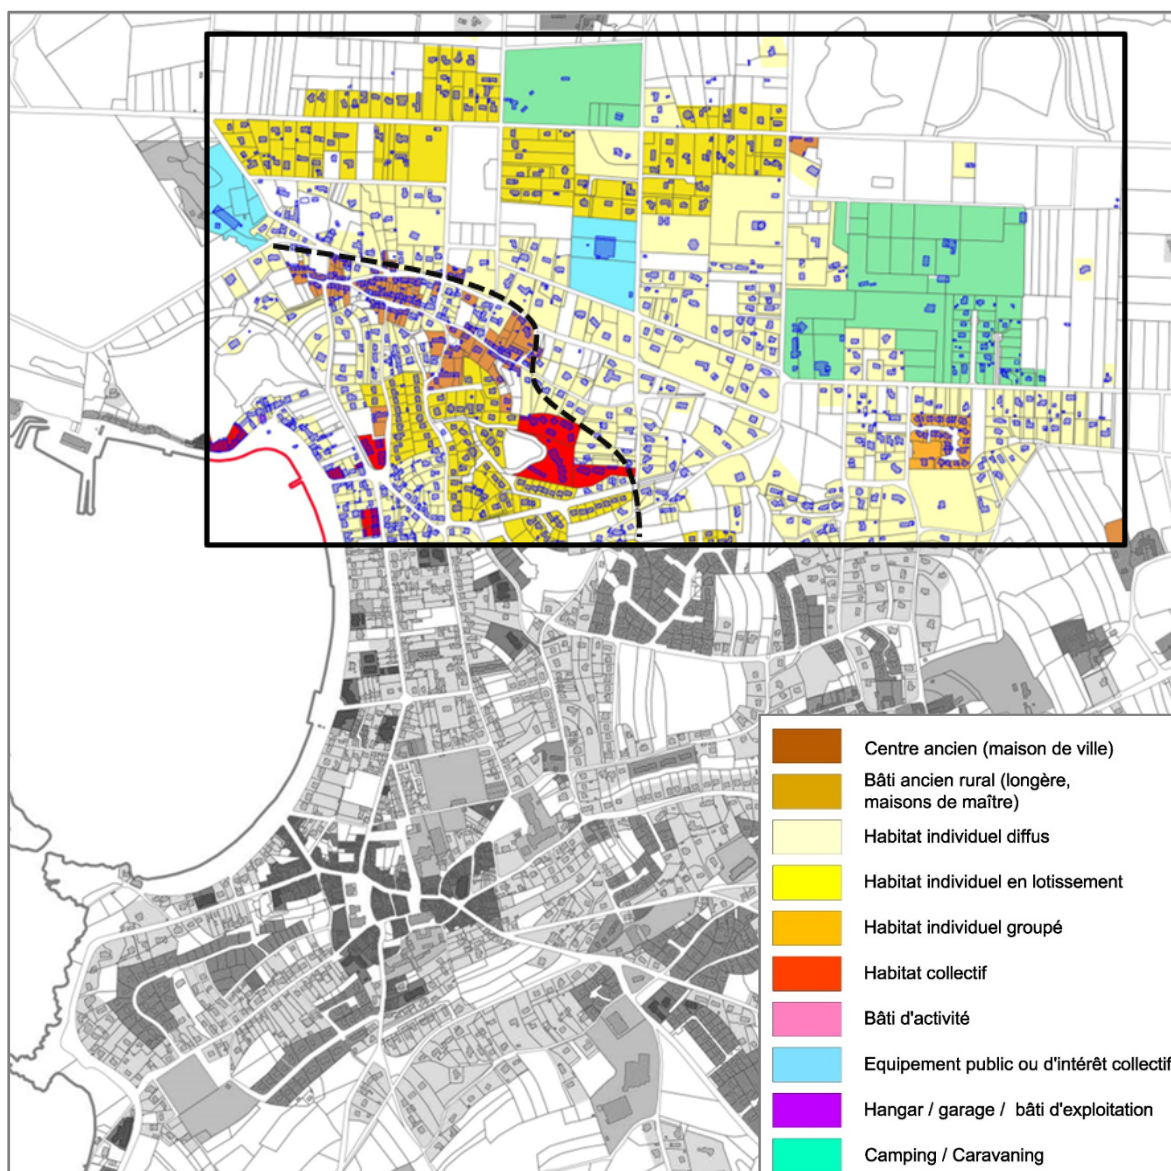 Centre ancien (maison de ville)
Bâti ancien rural (longère,
maisons de maître)
Habitat individuel diffus
Habitat individuel en lotissement
Habitat individuel groupé
Habitat collectif
Bâti d'activité
Equipement public ou d'intérêt collectif
Hangar / garage / bâti d'exploitation
Camping / Caravaning